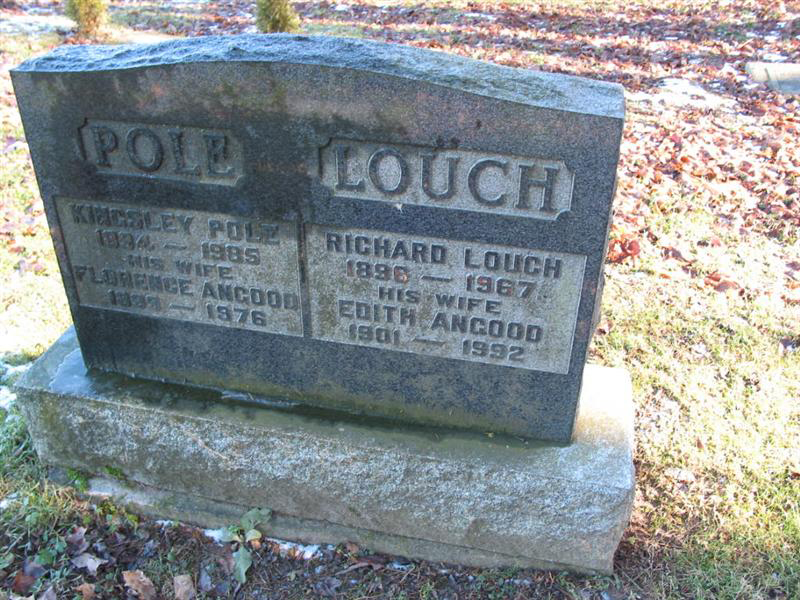 POLE
KINGSLEY POLE
1894 — 1985
HIS WIFE
FLORENCE ANGOOD
1899 — 1976
LOUCH
RICHARD LOUCH
1896 — 1967
HIS WIFE
EDITH ANGOOD
1901 — 1992